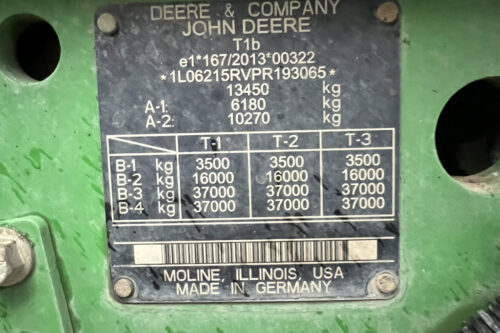 DEERE & COMPANY
JOHN DEERE
T1b
e1*167/2013*00322
*1L06215RVPR193065*
13450 kg
A-1: 6180 kg
A-2: 10270 kg
T-1 T-2 T-3
B-1 kg 3500 3500 3500
B-2 kg 16000 16000 16000
B-3 kg 37000 37000 37000
B-4 kg 37000 37000 37000
MOLINE, ILLINOIS, USA
MADE IN GERMANY